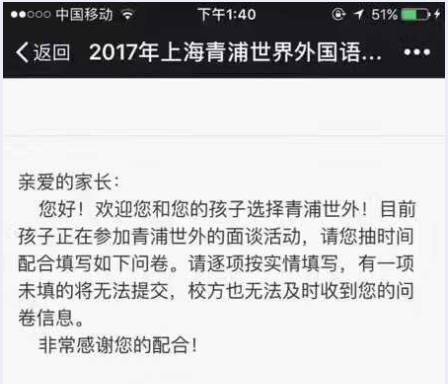 中国移动 下午1:40 51%
返回 2017年上海青浦世界外国语...
亲爱的家长：
您好！欢迎您和您的孩子选择青浦世外！目前
孩子正在参加青浦世外的面谈活动，请您抽时间
配合填写如下问卷。请逐项按实情填写，有一项
未填的将无法提交，校方也无法及时收到您的问
卷信息。
非常感谢您的配合！